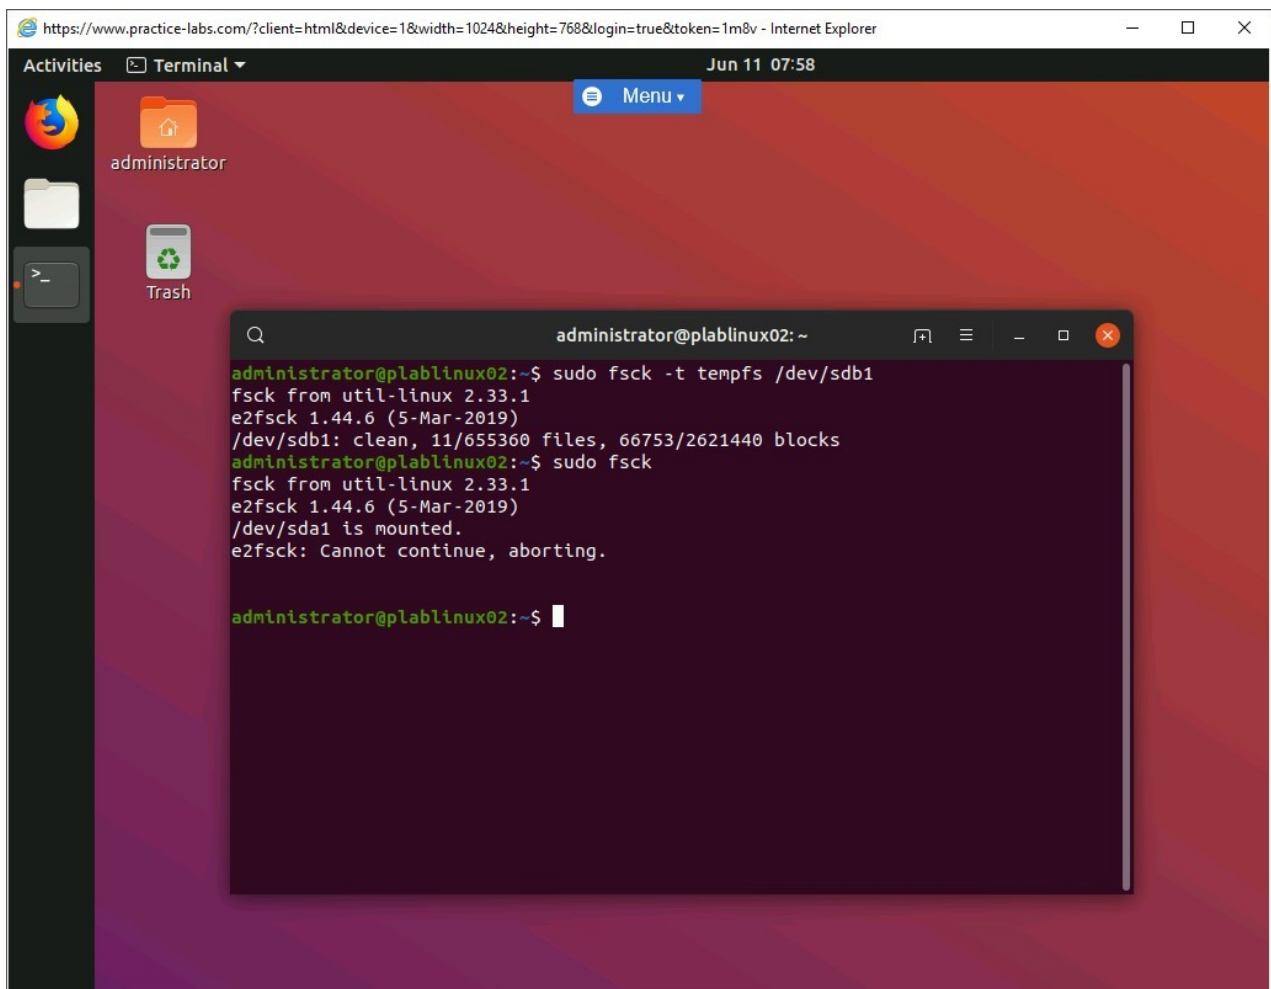 https://www.practice-labs.com/?client=html&device=1&width=1024&height=768&login=true&token=1m8v - Internet Explorer
Activities Terminal Jun 11 07:58
Menu
administrator
Trash
administrator@plablinux02: ~
administrator@plablinux02:~$ sudo fsck -t tempfs /dev/sdb1
fsck from util-linux 2.33.1
e2fsck 1.44.6 (5-Mar-2019)
/dev/sdb1: clean, 11/655360 files, 66753/2621440 blocks
administrator@plablinux02:~$ sudo fsck
fsck from util-linux 2.33.1
e2fsck 1.44.6 (5-Mar-2019)
/dev/sda1 is mounted.
e2fsck: Cannot continue, aborting.
administrator@plablinux02:~$